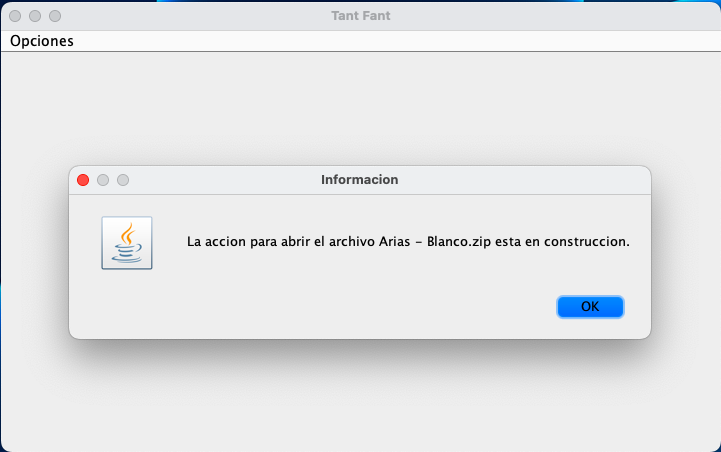 Tant Fant
Opciones
Informacion
La accion para abrir el archivo Arias - Blanco.zip esta en construccion.
OK